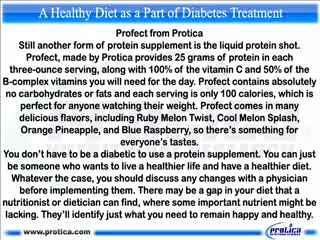 A Healthy Diet as a Part of Diabetes Treatment
Profect from Protica
Still another form of protein supplement is the liquid protein shot.
Profect, made by Protica provides 25 grams of protein in each
three-ounce serving, along with 100% of the vitamin C and 50% of the
B-complex vitamins you will need for the day. Profect contains absolutely
no carbohydrates or fats and each serving is only 100 calories, which is
perfect for anyone watching their weight. Profect comes in many
delicious flavors, including Ruby Melon Twist, Cool Melon Splash,
Orange Pineapple, and Blue Raspberry, so there's something for
everyone's tastes.
You don't have to be a diabetic to use a protein supplement. You can just
be someone who wants to live a healthier life and have a healthier diet.
Whatever the case, you should discuss any changes with a physician
before implementing them. There may be a gap in your diet that a
nutritionist or dietician can find, where some important nutrient might be
lacking. They'll identify just what you need to remain happy and healthy.
www.protica.com
protica